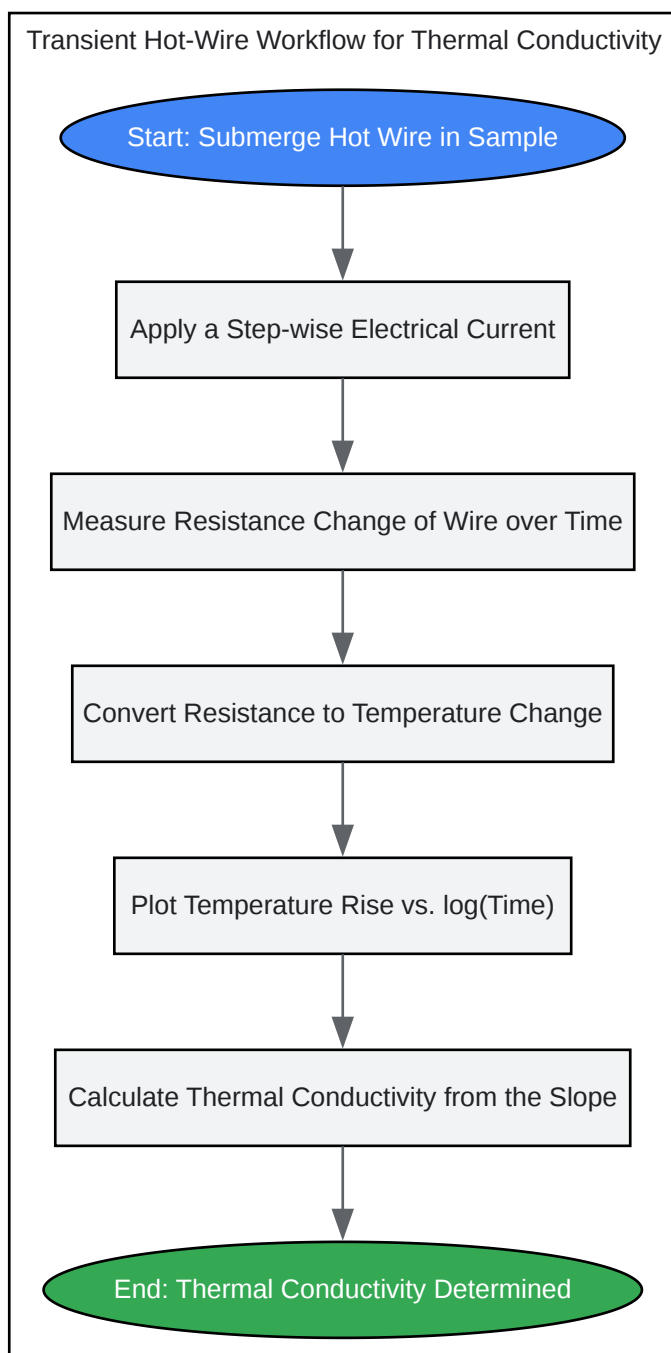 Transient Hot-Wire Workflow for Thermal Conductivity
Start: Submerge Hot Wire in Sample
Apply a Step-wise Electrical Current
Measure Resistance Change of Wire over Time
Convert Resistance to Temperature Change
Plot Temperature Rise vs. log(Time)
Calculate Thermal Conductivity from the Slope
End: Thermal Conductivity Determined